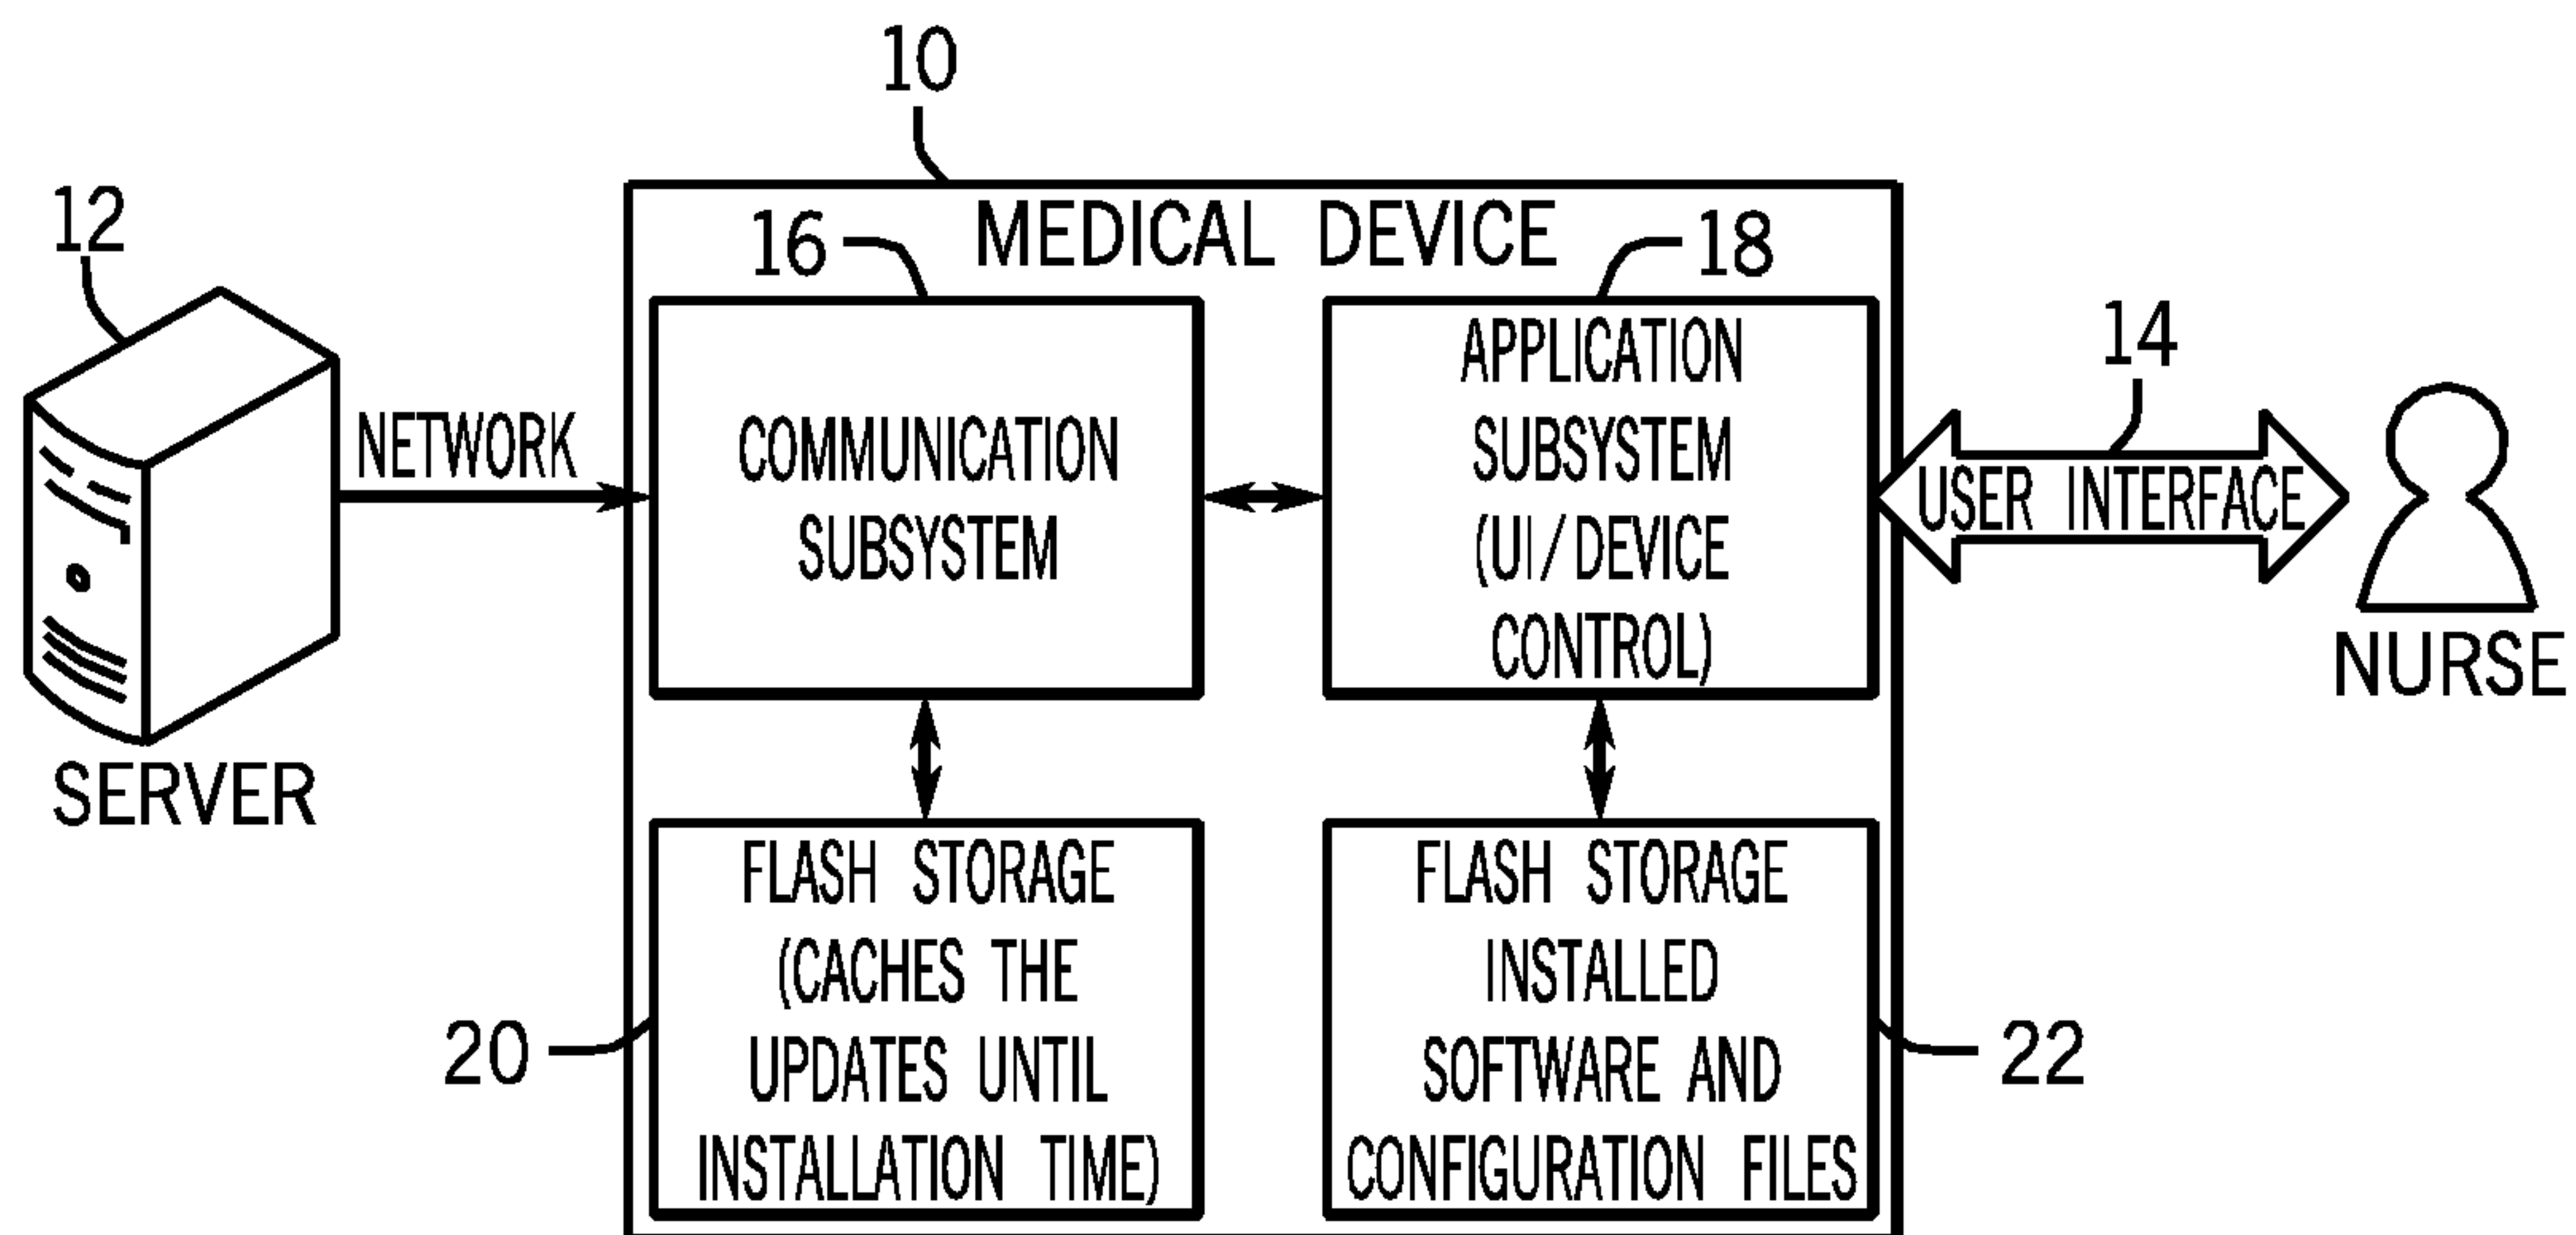 10
12
MEDICAL DEVICE
16
18
14
NETWORK
COMMUNICATION
SUBSYSTEM
APPLICATION
SUBSYSTEM
(UI/DEVICE
CONTROL)
USER INTERFACE
NURSE
SERVER
FLASH STORAGE
(CACHES THE
UPDATES UNTIL
INSTALLATION TIME)
FLASH STORAGE
INSTALLED
SOFTWARE AND
CONFIGURATION FILES
20
22